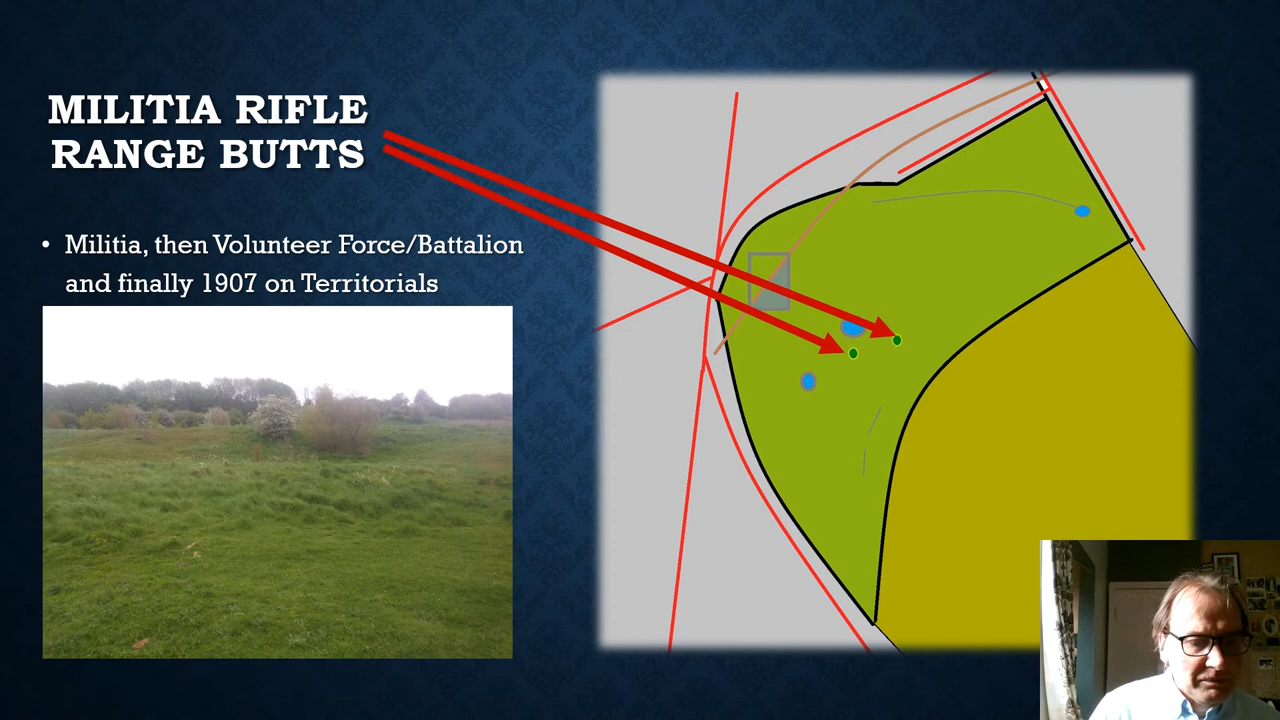 MILITIA RIFLE
RANGE BUTTS
• Militia, then Volunteer Force/Battalion
and finally 1907 on Territorials